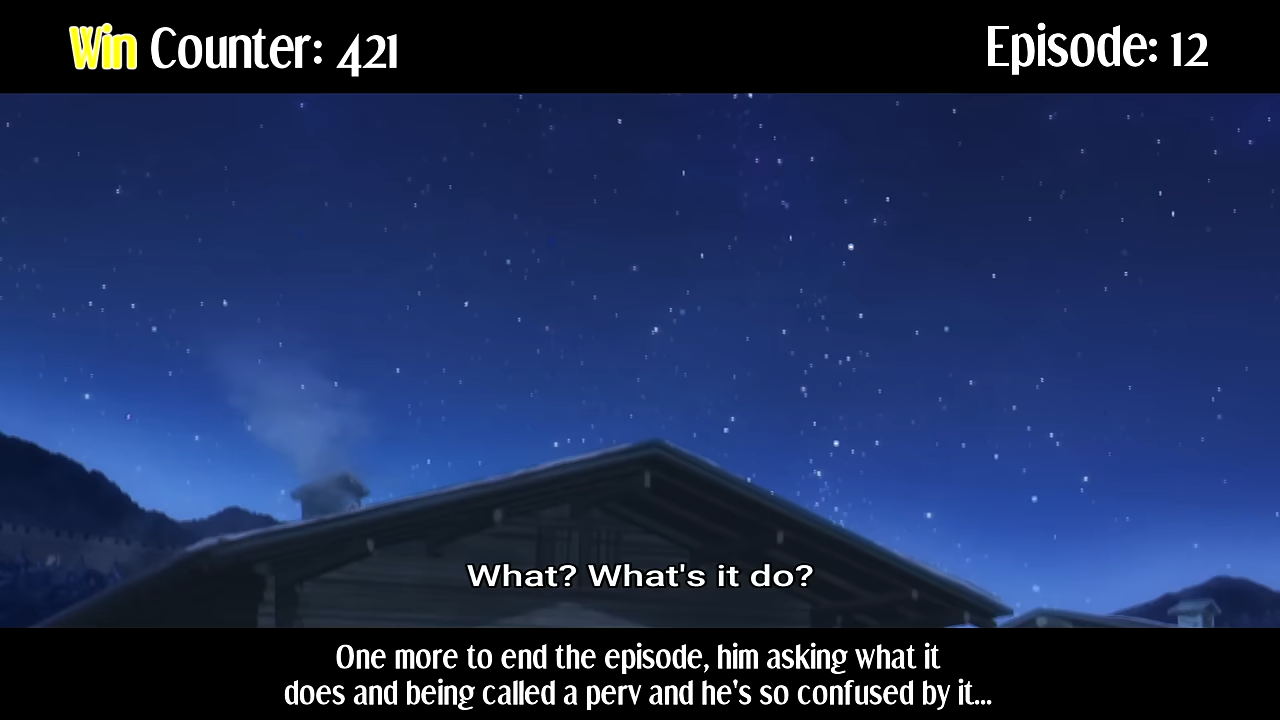 Win Counter: 421
Episode: 12
What? What's it do?
One more to end the episode, him asking what it
does and being called a perv and he's so confused by it...